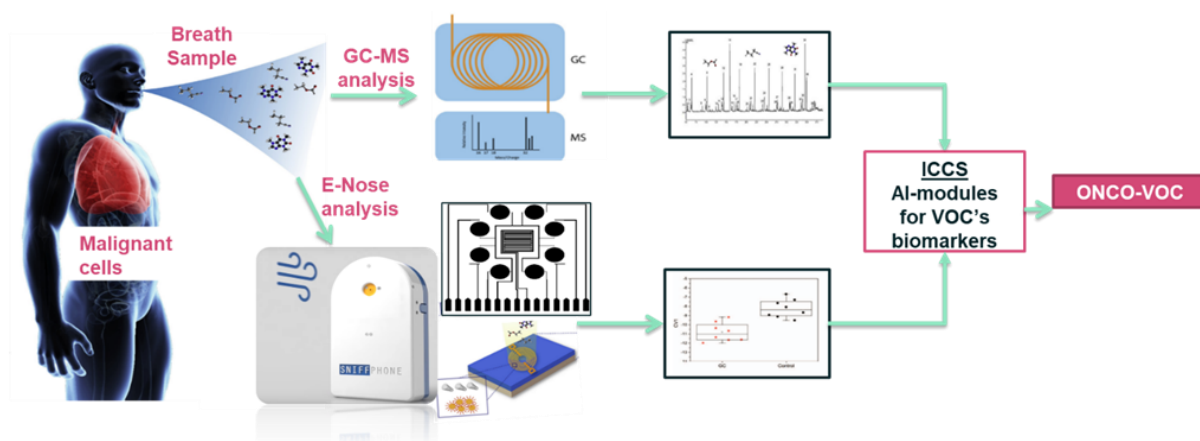 Breath
Sample
GC-MS
analysis
GC
MS
E-Nose
analysis
Malignant
cells
SNIFFPHONE
Control
ICCS
AI-modules
for VOC's
biomarkers
ONCO-VOC